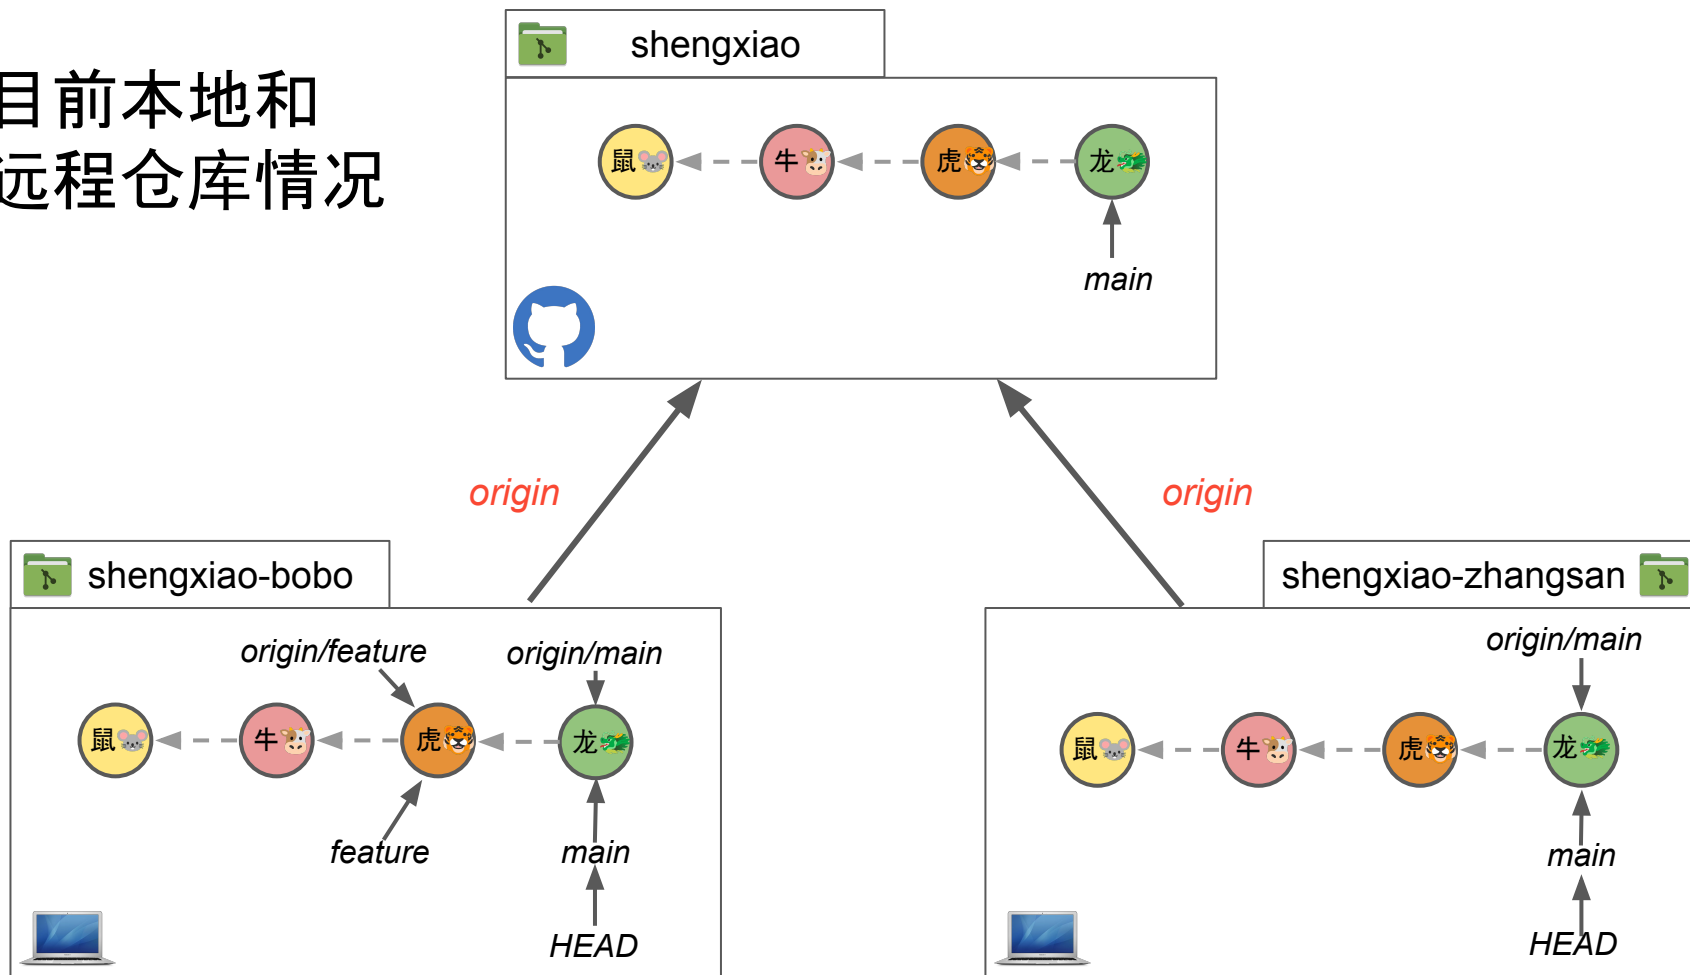 目前本地和
远程仓库情况
shengxiao
鼠 牛 虎 龙
main
origin origin
shengxiao-bobo
origin/feature origin/main
鼠 牛 虎 龙
feature main
HEAD
shengxiao-zhangsan
origin/main
鼠 牛 虎 龙
main
HEAD